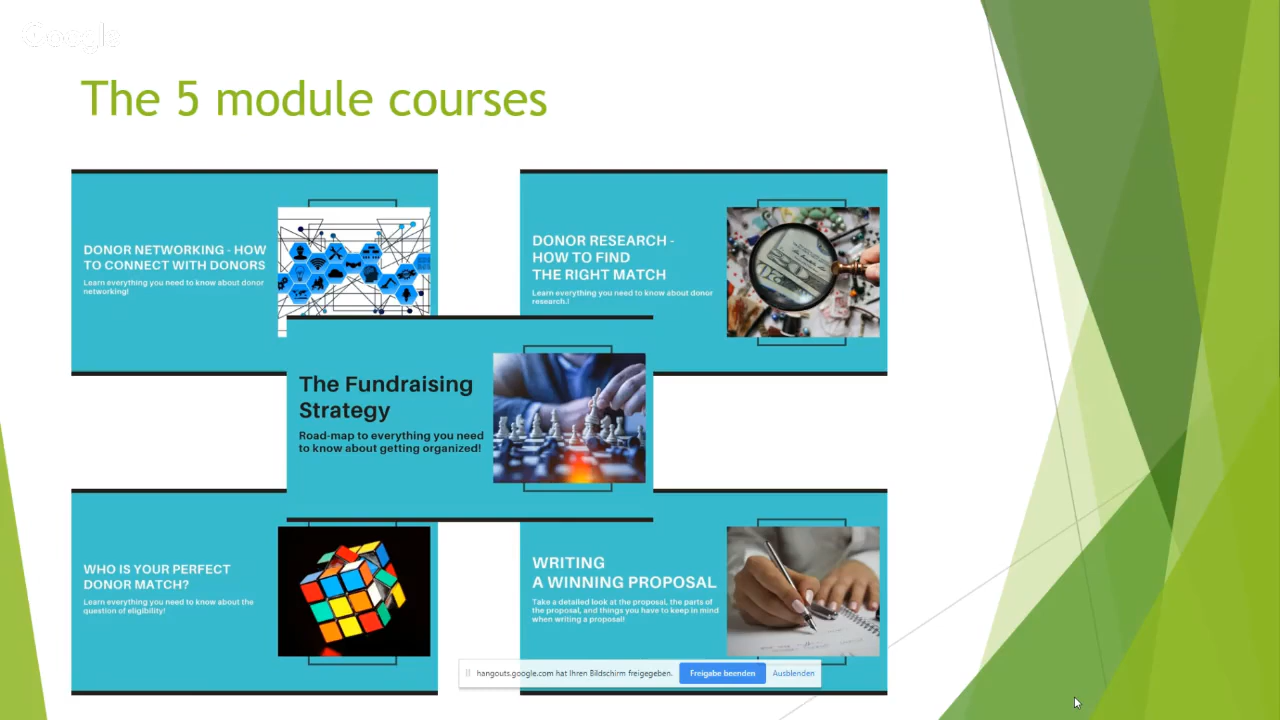 Google
The 5 module courses
DONOR NETWORKING - HOW
TO CONNECT WITH DONORS
Learn everything you need to know about donor
networking!
DONOR RESEARCH -
HOW TO FIND
THE RIGHT MATCH
Learn everything you need to know about donor
research.!
The Fundraising
Strategy
Road-map to everything you need
to know about getting organized!
WHO IS YOUR PERFECT
DONOR MATCH?
Learn everything you need to know about the
question of eligibility!
WRITING
A WINNING PROPOSAL
Take a detailed look at the proposal, the parts of
the proposal, and things you have to keep in mind
when writing a proposal!
hangouts.google.com hat Ihren Bildschirm freigegeben. Freigabe beenden Ausblenden